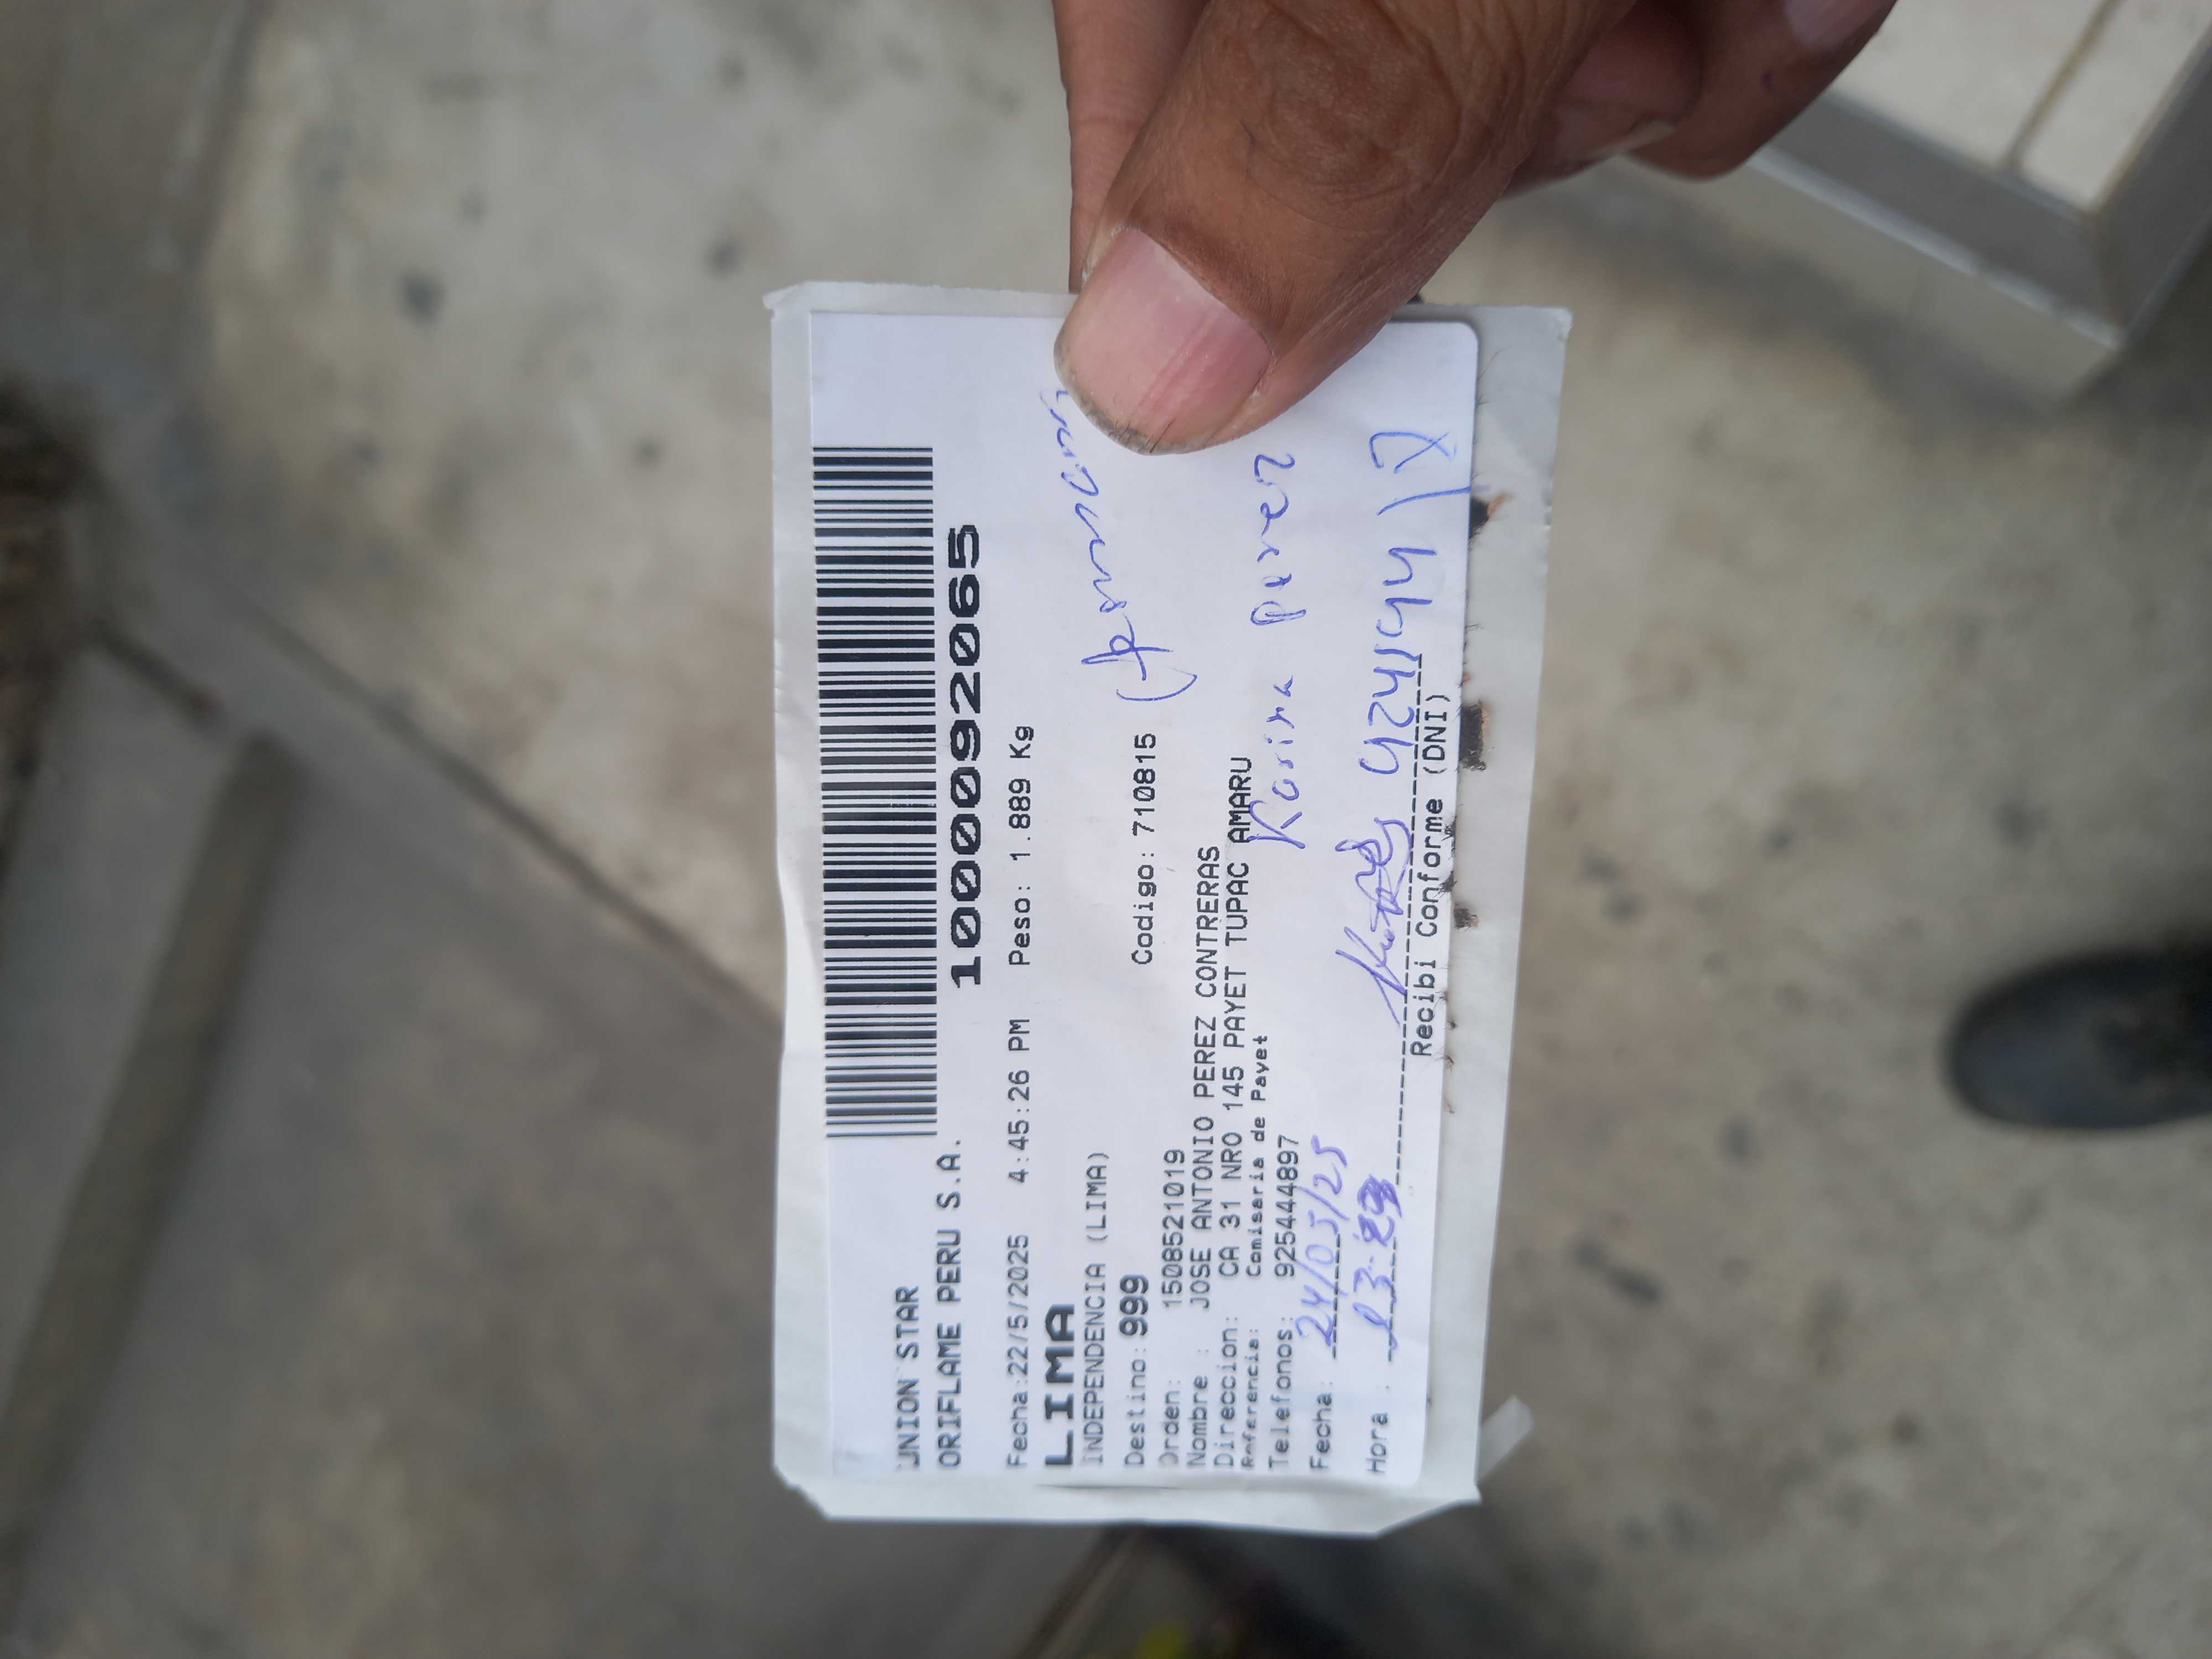 UNION STAR
ORIFLAME PERU S.A.
1000092065
Fecha:22/5/2025 4:45:26 PM Peso: 1.889 Kg
LIMA
INDEPENDENCIA (LIMA)
Destino: 999 Codigo: 710815
Orden: 1508521019
Nombre : JOSE ANTONIO PEREZ CONTRERAS
Direccion: CA 31 NRO 145 PAYET TUPAC AMARU
Referencia: Comisaria de Payet
Karina perez
Telefonos: 925444897
Fecha: 24/05/25
Hora :
Recibi Conforme (DNI)